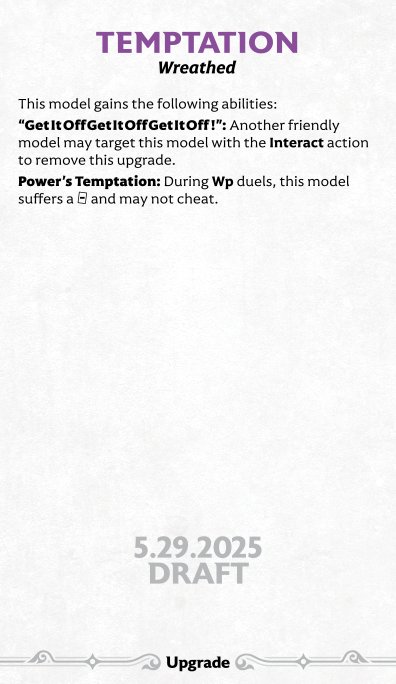 TEMPTATION
Wreathed
This model gains the following abilities:
“GetItOffGetItOffGetItOff!”: Another friendly
model may target this model with the Interact action
to remove this upgrade.
Power’s Temptation: During Wp duels, this model
suffers a and may not cheat.
5.29.2025
DRAFT
Upgrade